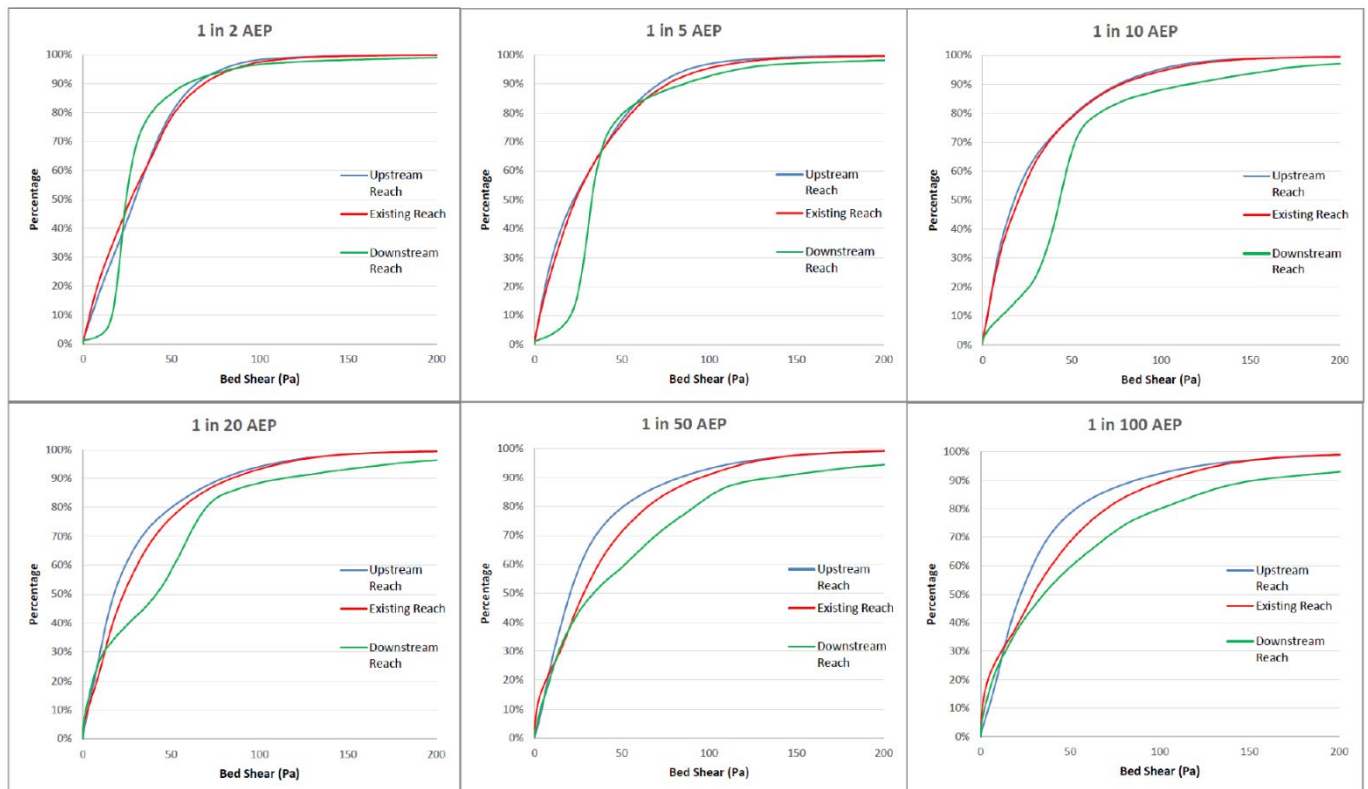 1 in 2 AEP
100%
90%
80%
70%
60%
50%
40%
30%
20%
10%
0%
Percentage
0
50
100
150
200
Bed Shear (Pa)
Upstream
Reach
Existing Reach
Downstream
Reach
1 in 5 AEP
100%
90%
80%
70%
60%
50%
40%
30%
20%
10%
0%
Percentage
0
50
100
150
200
Bed Shear (Pa)
Upstream
Reach
Existing Reach
Downstream
Reach
1 in 10 AEP
100%
90%
80%
70%
60%
50%
40%
30%
20%
10%
0%
Percentage
0
50
100
150
200
Bed Shear (Pa)
Upstream
Reach
Existing Reach
Downstream
Reach
1 in 20 AEP
100%
90%
80%
70%
60%
50%
40%
30%
20%
10%
0%
Percentage
0
50
100
150
200
Bed Shear (Pa)
Upstream
Reach
Existing Reach
Downstream
Reach
1 in 50 AEP
100%
90%
80%
70%
60%
50%
40%
30%
20%
10%
0%
Percentage
0
50
100
150
200
Bed Shear (Pa)
Upstream
Reach
Existing Reach
Downstream
Reach
1 in 100 AEP
100%
90%
80%
70%
60%
50%
40%
30%
20%
10%
0%
Percentage
0
50
100
150
200
Bed Shear (Pa)
Upstream
Reach
Existing Reach
Downstream
Reach